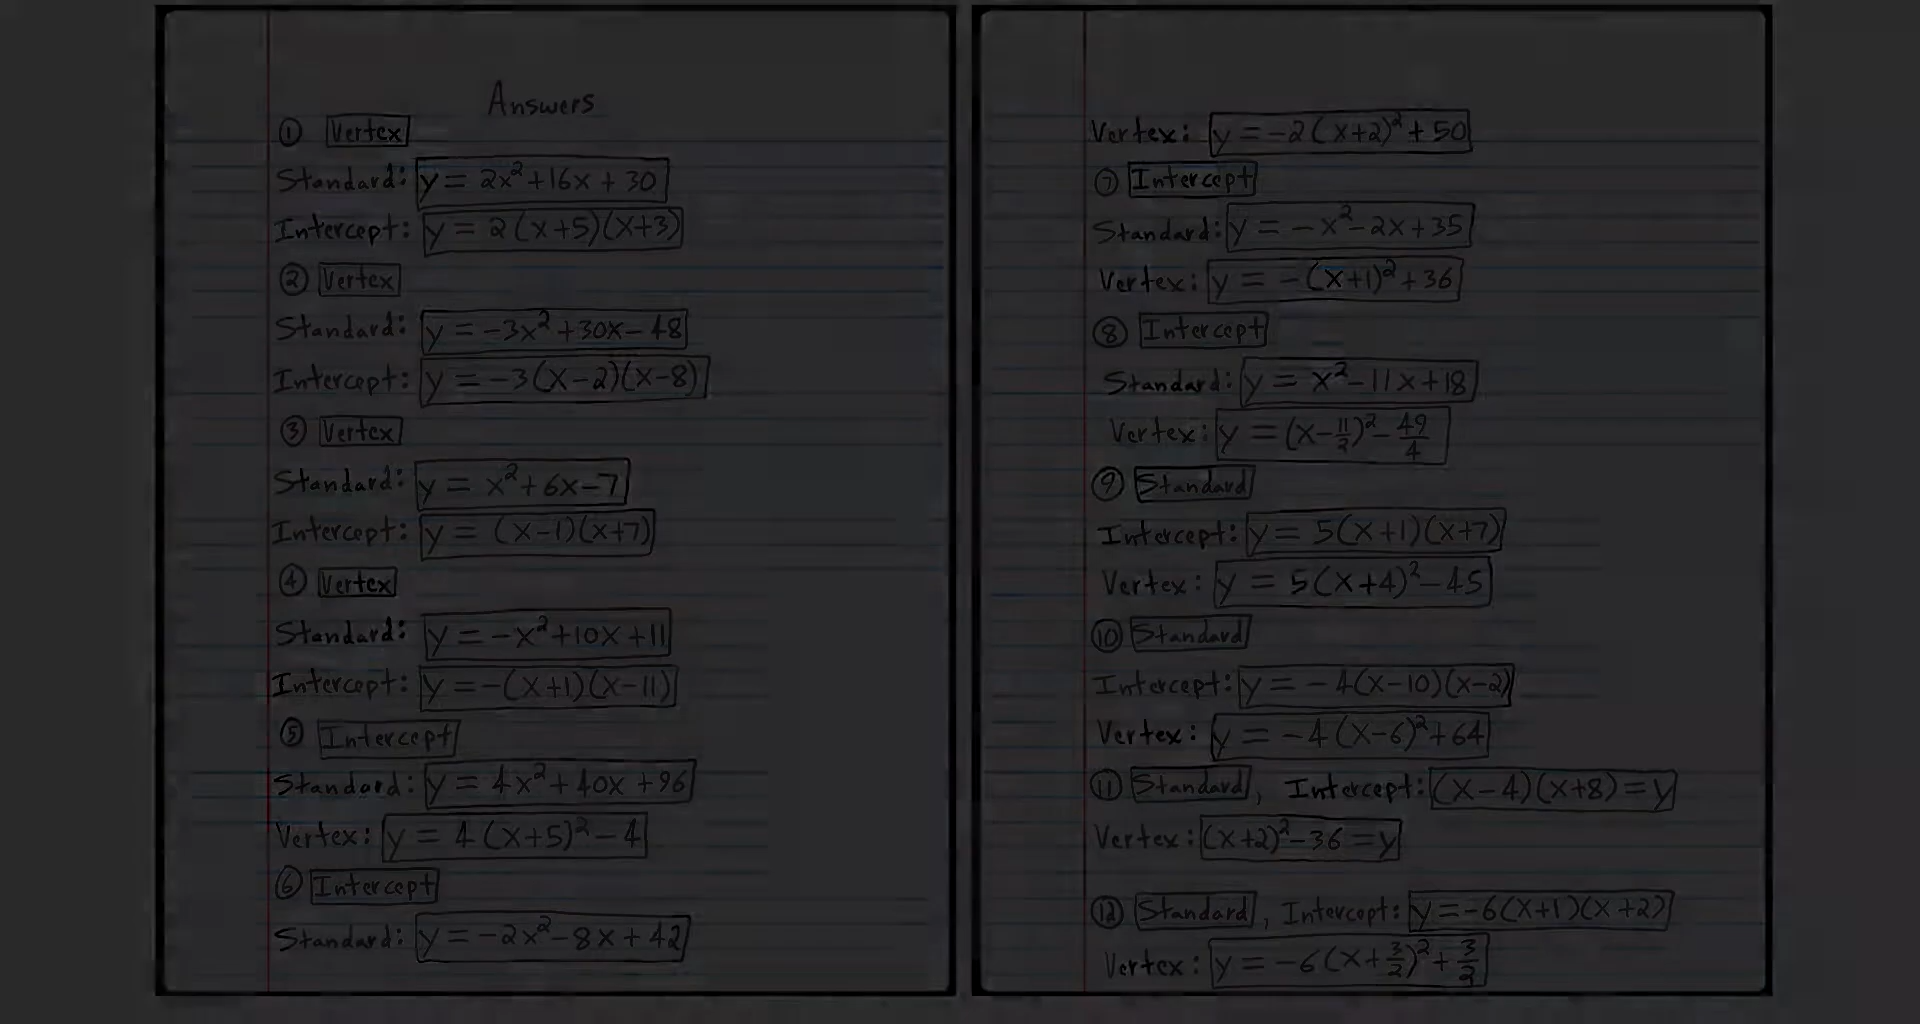 Answers
① Vertex
Standard: y = 2x² + 16x + 30
Intercept: y = 2(x+5)(x+3)
② Vertex
Standard: y = -3x² + 30x - 48
Intercept: y = -3(x-2)(x-8)
③ Vertex
Standard: y = x² + 6x - 7
Intercept: y = (x-1)(x+7)
④ Vertex
Standard: y = -x² + 10x + 11
Intercept: y = -(x+1)(x-11)
⑤ Intercept
Standard: y = 4x² + 40x + 96
Vertex: y = 4(x+5)² - 4
⑥ Intercept
Standard: y = -2x² - 8x + 42
Vertex: y = -2(x+2)² + 50
⑦ Intercept
Standard: y = -x² - 2x + 35
Vertex: y = -(x+1)² + 36
⑧ Intercept
Standard: y = x² - 11x + 18
Vertex: y = (x - 11/2)² - 49/4
⑨ Standard
Intercept: y = 5(x+1)(x+7)
Vertex: y = 5(x+4)² - 45
⑩ Standard
Intercept: y = -4(x-10)(x-2)
Vertex: y = -4(x-6)² + 64
⑪ Standard, Intercept: (x-4)(x+8) = y
Vertex: (x+2)² - 36 = y
⑫ Standard, Intercept: y = -6(x+1)(x+2)
Vertex: y = -6(x + 3/2)² + 3/2